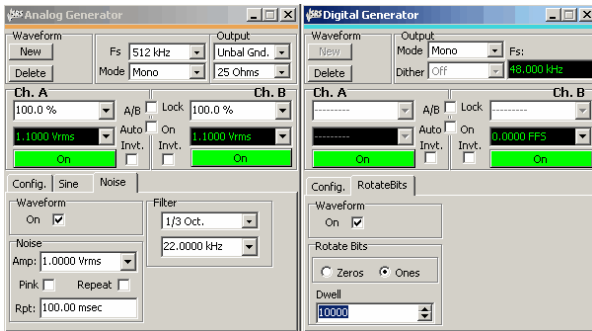 SRS Analog Generator
Waveform
New
Delete
Fs 512 kHz
Mode Mono
Output
Unbal Gnd.
25 Ohms
Ch. A
Ch. B
100.0 %
A/B
Lock
100.0 %
1.1000 Vrms
Auto
On
1.1000 Vrms
Invt.
Invt.
On
On
Config.
Sine
Noise
Waveform
On
Noise
Amp: 1.0000 Vrms
Pink
Repeat
Rpt: 100.00 msec
Filter
1/3 Oct.
22.0000 kHz
SRS Digital Generator
Waveform
New
Delete
Output
Mode Mono
Fs:
Dither Off
48.000 kHz
Ch. A
Ch. B
---------
A/B
Lock
---------
---------
Auto
On
0.0000 FFS
Invt.
Invt.
On
On
Config.
RotateBits
Waveform
On
Rotate Bits
Zeros
Ones
Dwell
10000